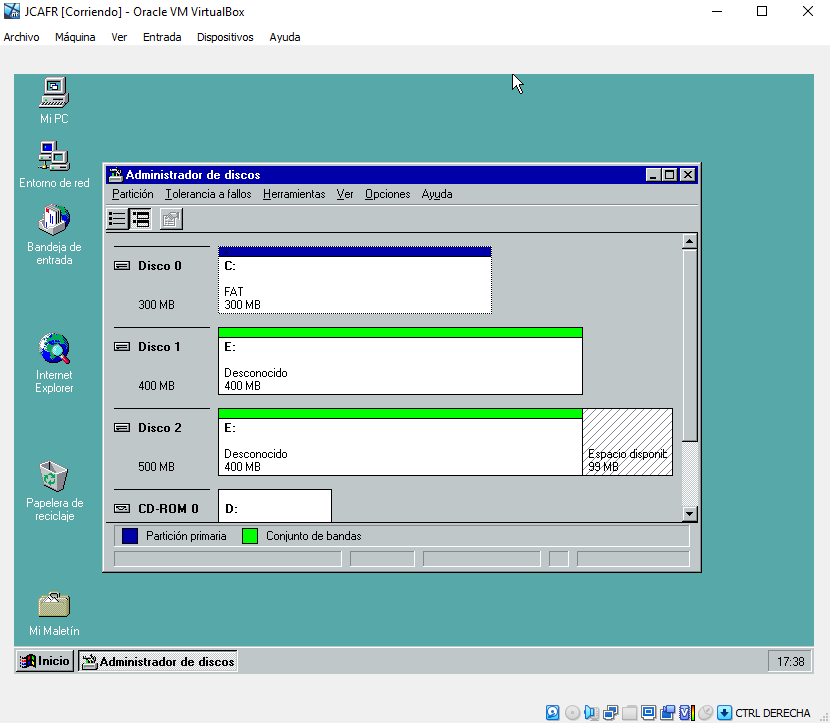 JCAFR [Corriendo] - Oracle VM VirtualBox
Archivo Máquina Ver Entrada Dispositivos Ayuda
Mi PC
Entorno de red
Bandeja de
entrada
Internet
Explorer
Papelera de
reciclaje
Mi Maletín
Administrador de discos
Partición Tolerancia a fallos Herramientas Ver Opciones Ayuda
Disco 0
300 MB
C:
FAT
300 MB
Disco 1
400 MB
E:
Desconocido
400 MB
Disco 2
500 MB
E:
Desconocido
400 MB
Espacio disponit
99 MB
CD-ROM 0
D:
Partición primaria Conjunto de bandas
Inicio Administrador de discos 17:38
CTRL DERECHA